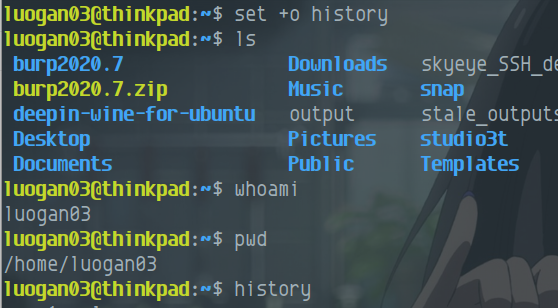 luogan03@thinkpad:~$ set +o history
luogan03@thinkpad:~$ ls
burp2020.7 Downloads skyeye_SSH_de
burp2020.7.zip Music snap
deepin-wine-for-ubuntu output stale_outputs
Desktop Pictures studio3t
Documents Public Templates
luogan03@thinkpad:~$ whoami
luogan03
luogan03@thinkpad:~$ pwd
/home/luogan03
luogan03@thinkpad:~$ history